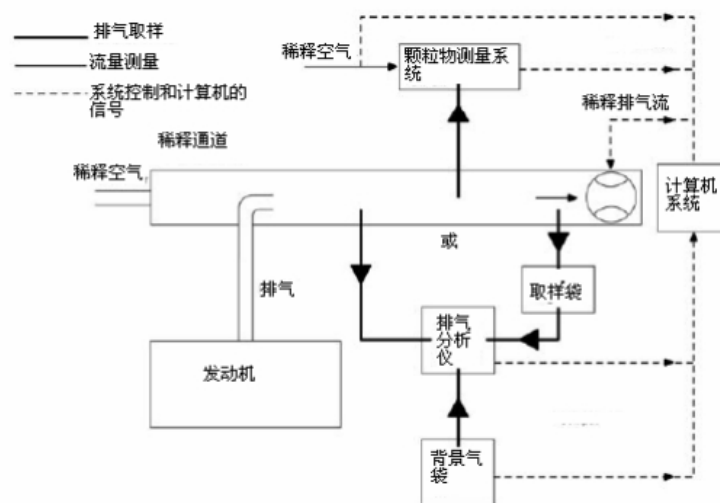 排气取样
流量测量
系统控制和计算机的
信号
稀释空气
颗粒物测量系
统
稀释排气流
稀释通道
稀释空气
计算机
系统
或
排气
取样袋
排气
分析
仪
发动机
背景气
袋